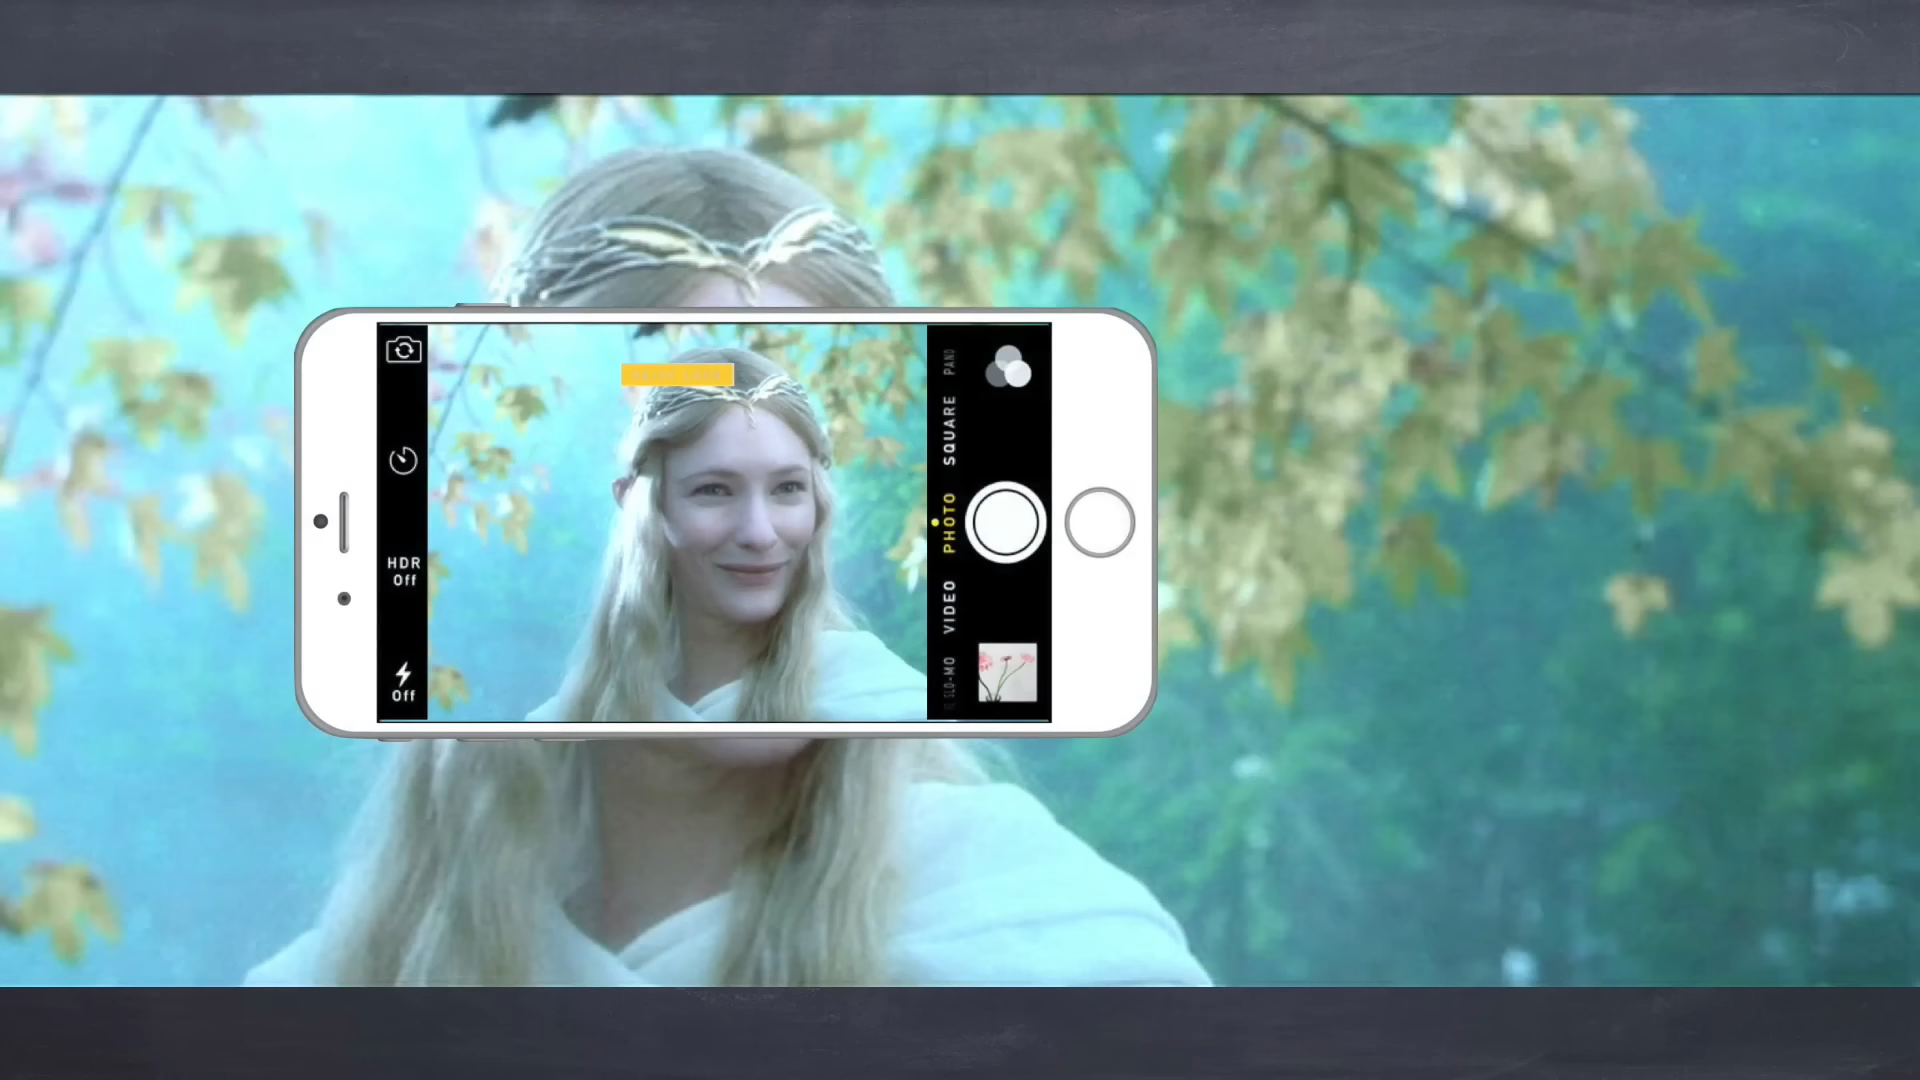 HDR
Off
Off
PANO
SQUARE
PHOTO
VIDEO
SLO-MO